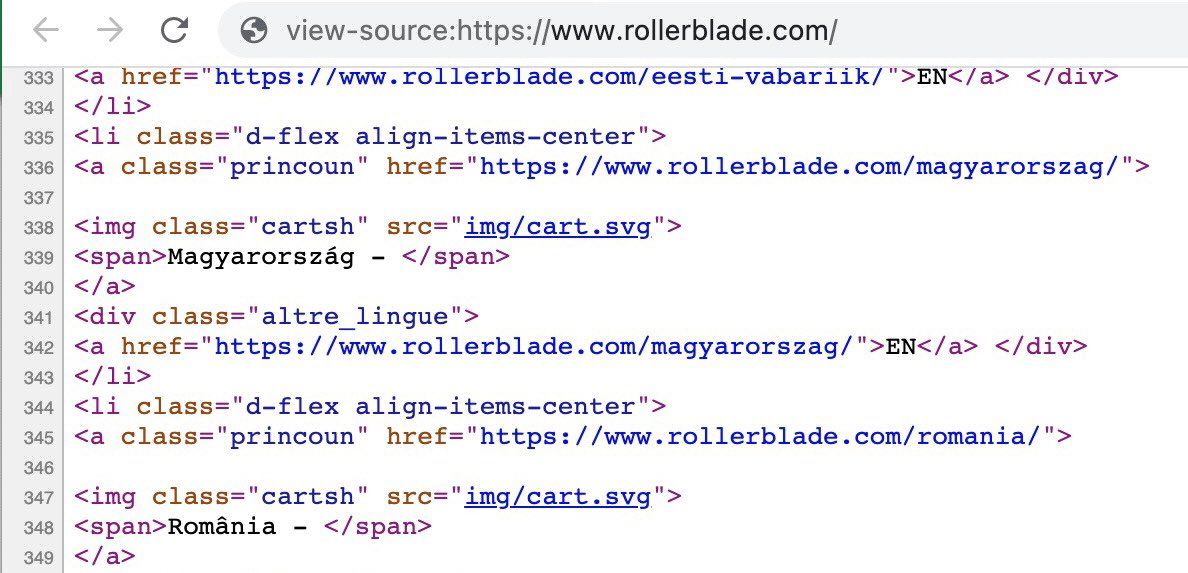 view-source:https://www.rollerblade.com/
333 <a href="https://www.rollerblade.com/eesti-vabariik/">EN</a> </div>
334 </li>
335 <li class="d-flex align-items-center">
336 <a class="princoun" href="https://www.rollerblade.com/magyarorszag/">
337
338 <img class="cartsh" src="img/cart.svg">
339 <span>Magyarország - </span>
340 </a>
341 <div class="altre_lingue">
342 <a href="https://www.rollerblade.com/magyarorszag/">EN</a> </div>
343 </li>
344 <li class="d-flex align-items-center">
345 <a class="princoun" href="https://www.rollerblade.com/romania/">
346
347 <img class="cartsh" src="img/cart.svg">
348 <span>România - </span>
349 </a>